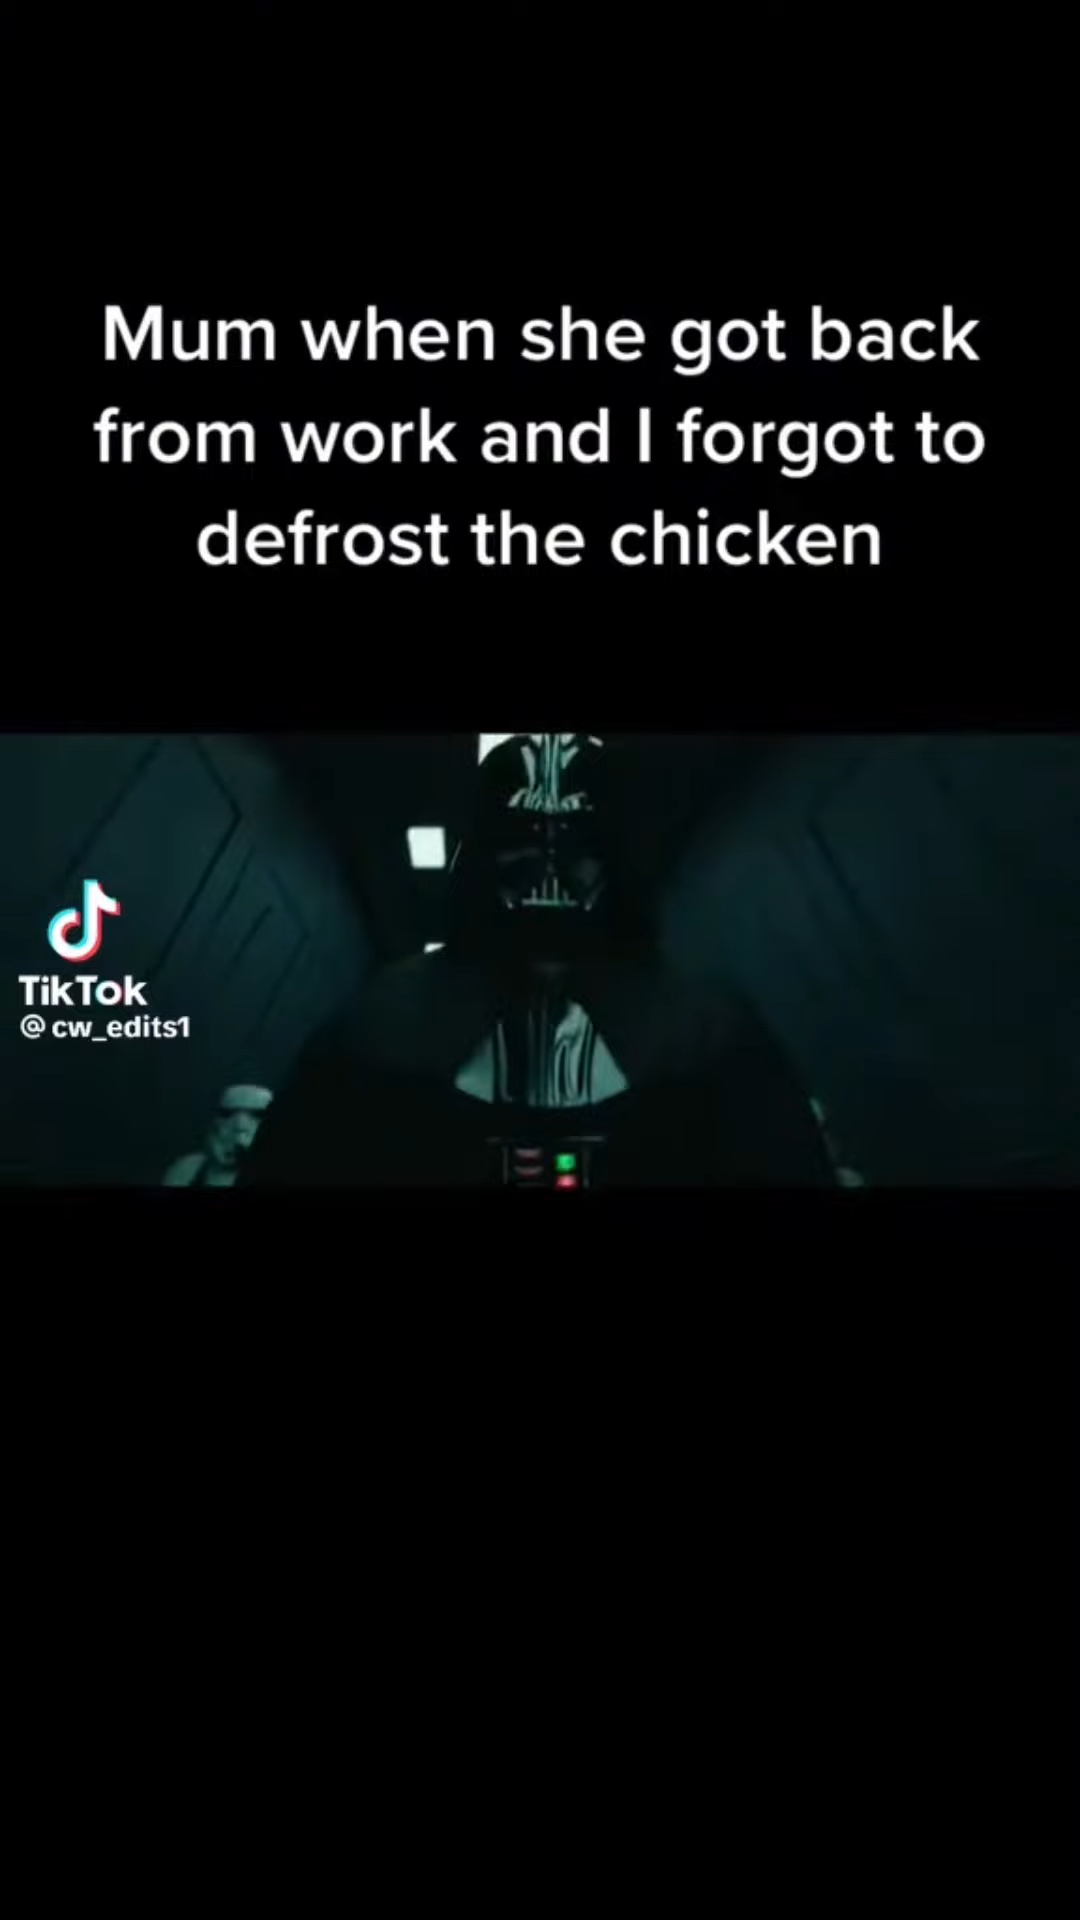 Mum when she got back
from work and I forgot to
defrost the chicken
TikTok
@cw_edits1